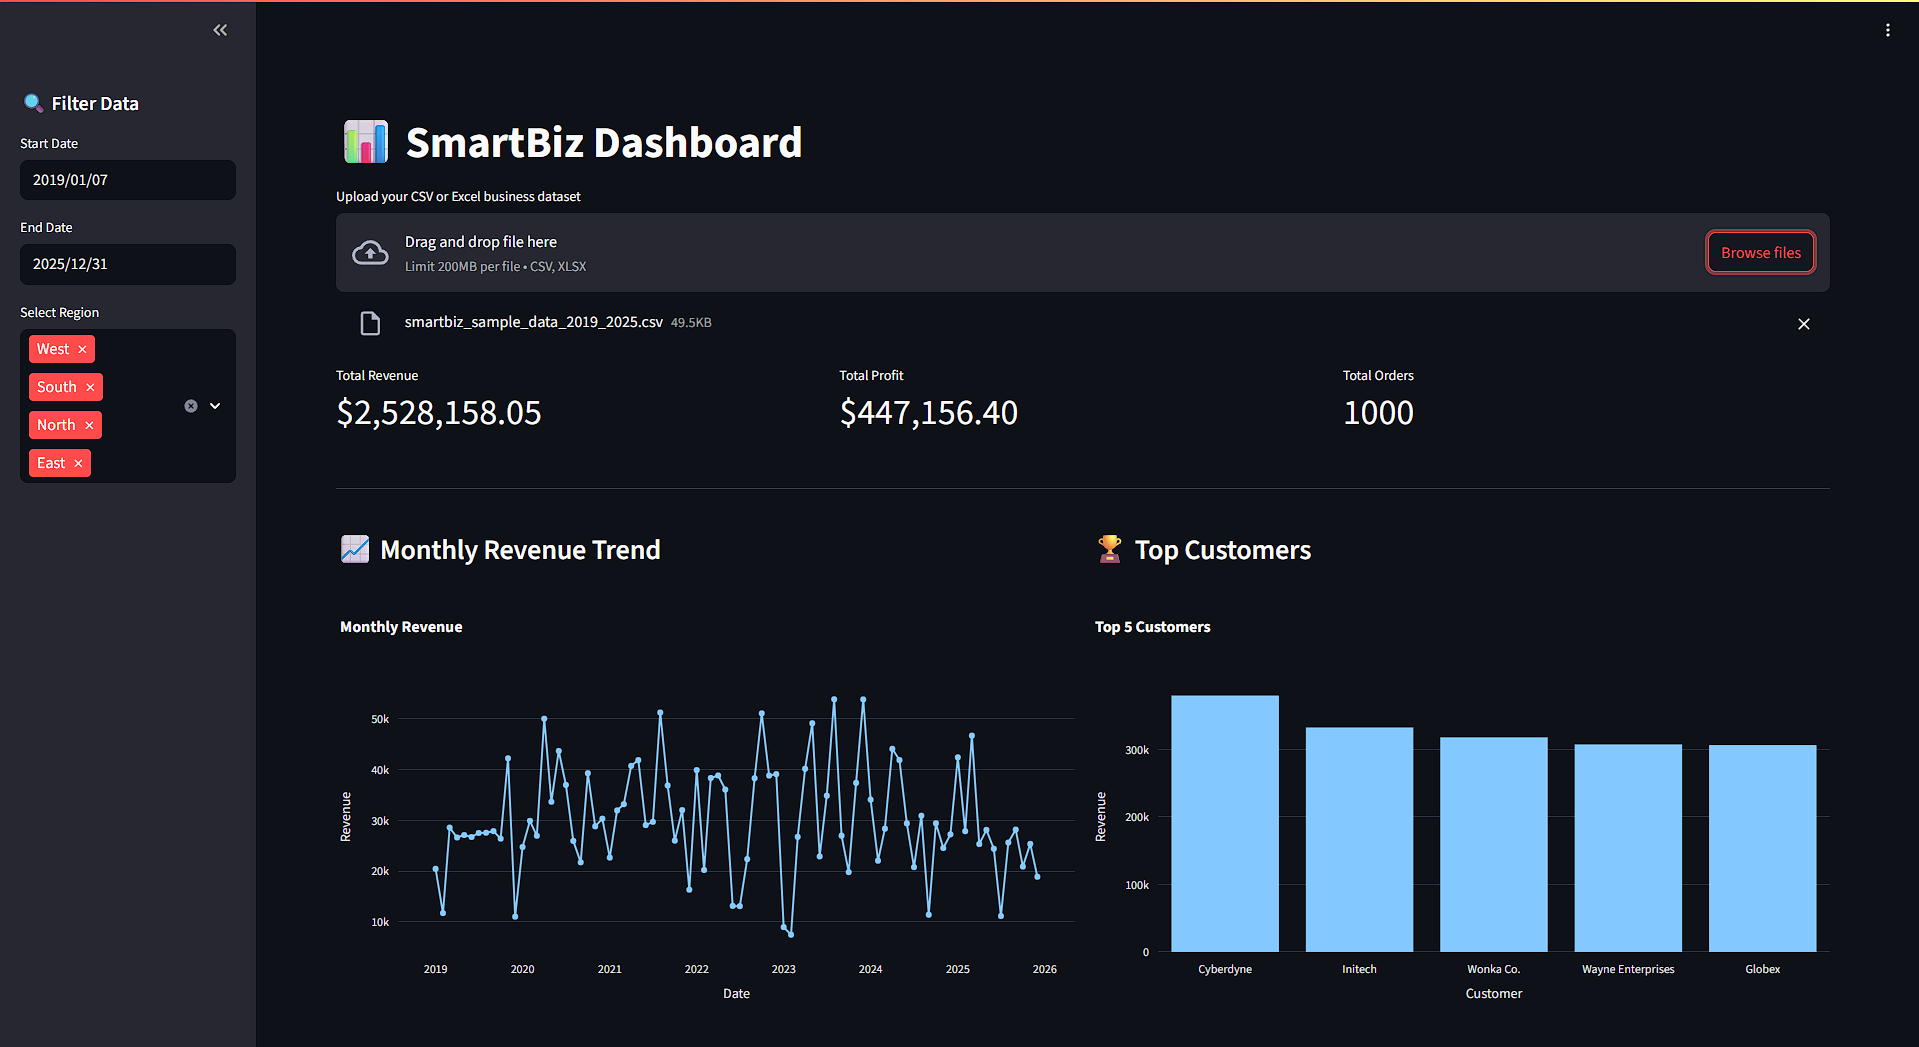 Filter Data
Start Date
2019/01/07
End Date
2025/12/31
Select Region
West
South
North
East
SmartBiz Dashboard
Upload your CSV or Excel business dataset
Drag and drop file here
Limit 200MB per file • CSV, XLSX
Browse files
smartbiz_sample_data_2019_2025.csv 49.5KB
Total Revenue
$2,528,158.05
Total Profit
$447,156.40
Total Orders
1000
Monthly Revenue Trend
Monthly Revenue
50k
40k
30k
20k
10k
Revenue
2019 2020 2021 2022 2023 2024 2025 2026
Date
Top Customers
Top 5 Customers
300k
200k
100k
0
Revenue
Cyberdyne Initech Wonka Co. Wayne Enterprises Globex
Customer